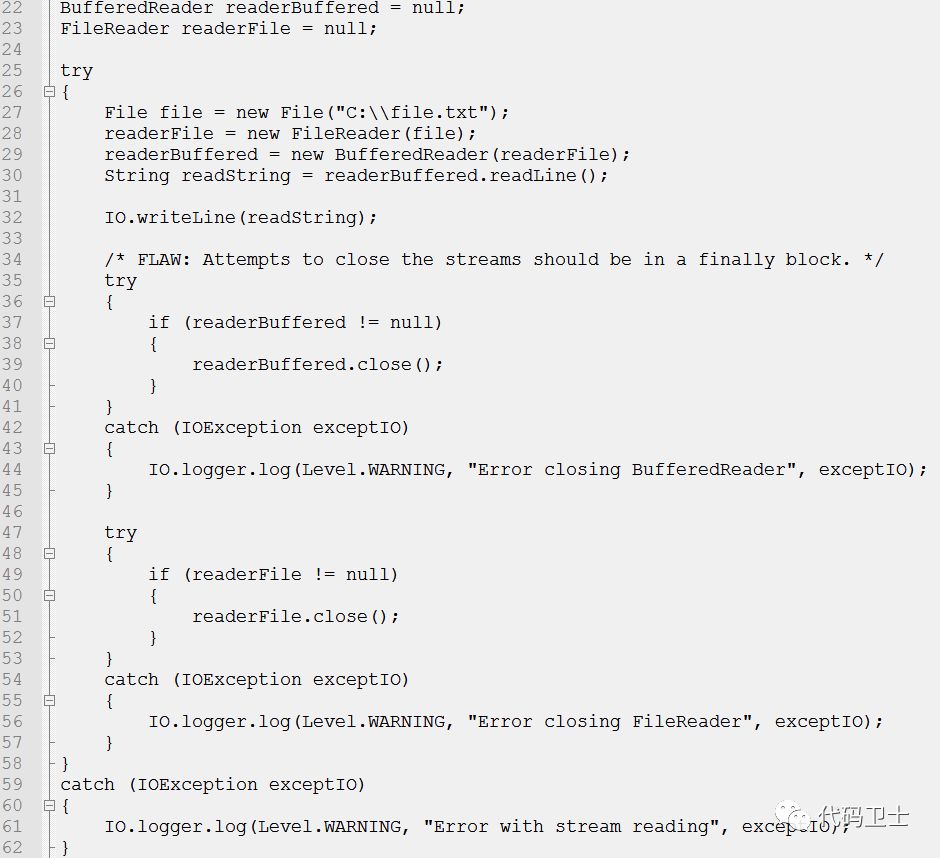 22 BufferedReader readerBuffered = null;
23 FileReader readerFile = null;
24
25 try
26 {
27     File file = new File("C:\\file.txt");
28     readerFile = new FileReader(file);
29     readerBuffered = new BufferedReader(readerFile);
30     String readString = readerBuffered.readLine();
31
32     IO.writeLine(readString);
33
34     /* FLAW: Attempts to close the streams should be in a finally block. */
35     try
36     {
37         if (readerBuffered != null)
38         {
39             readerBuffered.close();
40         }
41     }
42     catch (IOException exceptIO)
43     {
44         IO.logger.log(Level.WARNING, "Error closing BufferedReader", exceptIO);
45     }
46
47     try
48     {
49         if (readerFile != null)
50         {
51             readerFile.close();
52         }
53     }
54     catch (IOException exceptIO)
55     {
56         IO.logger.log(Level.WARNING, "Error closing FileReader", exceptIO);
57     }
58 }
59 catch (IOException exceptIO)
60 {
61     IO.logger.log(Level.WARNING, "Error with stream reading", exceptIO);
62 }
代码卫士